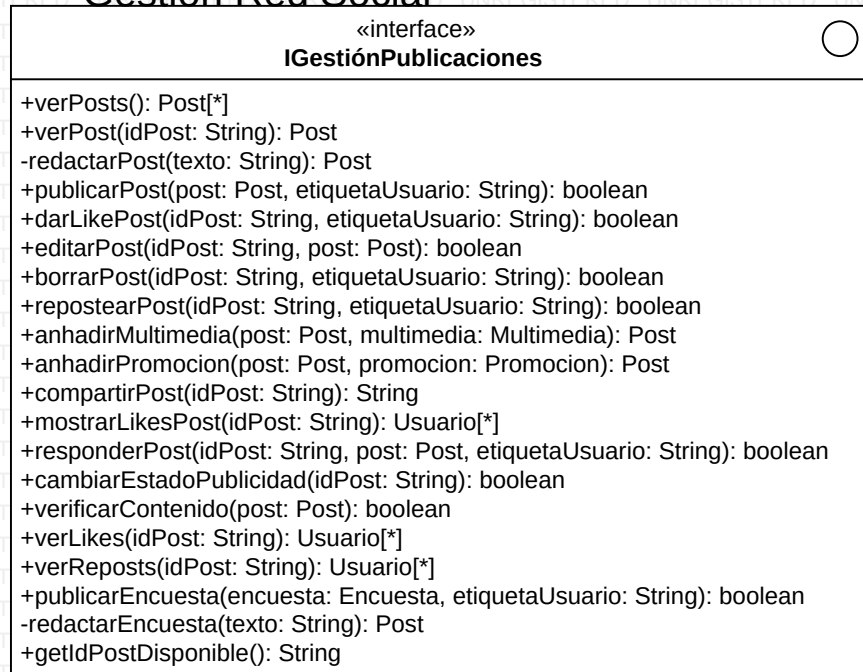 Gestión Red Social
«interface»
IGestiónPublicaciones
+verPosts(): Post[*]
+verPost(idPost: String): Post
-redactarPost(texto: String): Post
+publicarPost(post: Post, etiquetaUsuario: String): boolean
+darLikePost(idPost: String, etiquetaUsuario: String): boolean
+editarPost(idPost: String, post: Post): boolean
+borrarPost(idPost: String, etiquetaUsuario: String): boolean
+repostearPost(idPost: String, etiquetaUsuario: String): boolean
+anhadirMultimedia(post: Post, multimedia: Multimedia): Post
+anhadirPromocion(post: Post, promocion: Promocion): Post
+compartirPost(idPost: String): String
+mostrarLikesPost(idPost: String): Usuario[*]
+responderPost(idPost: String, post: Post, etiquetaUsuario: String): boolean
+cambiarEstadoPublicidad(idPost: String): boolean
+verificarContenido(post: Post): boolean
+verLikes(idPost: String): Usuario[*]
+verReposts(idPost: String): Usuario[*]
+publicarEncuesta(encuesta: Encuesta, etiquetaUsuario: String): boolean
-redactarEncuesta(texto: String): Post
+getIdPostDisponible(): String